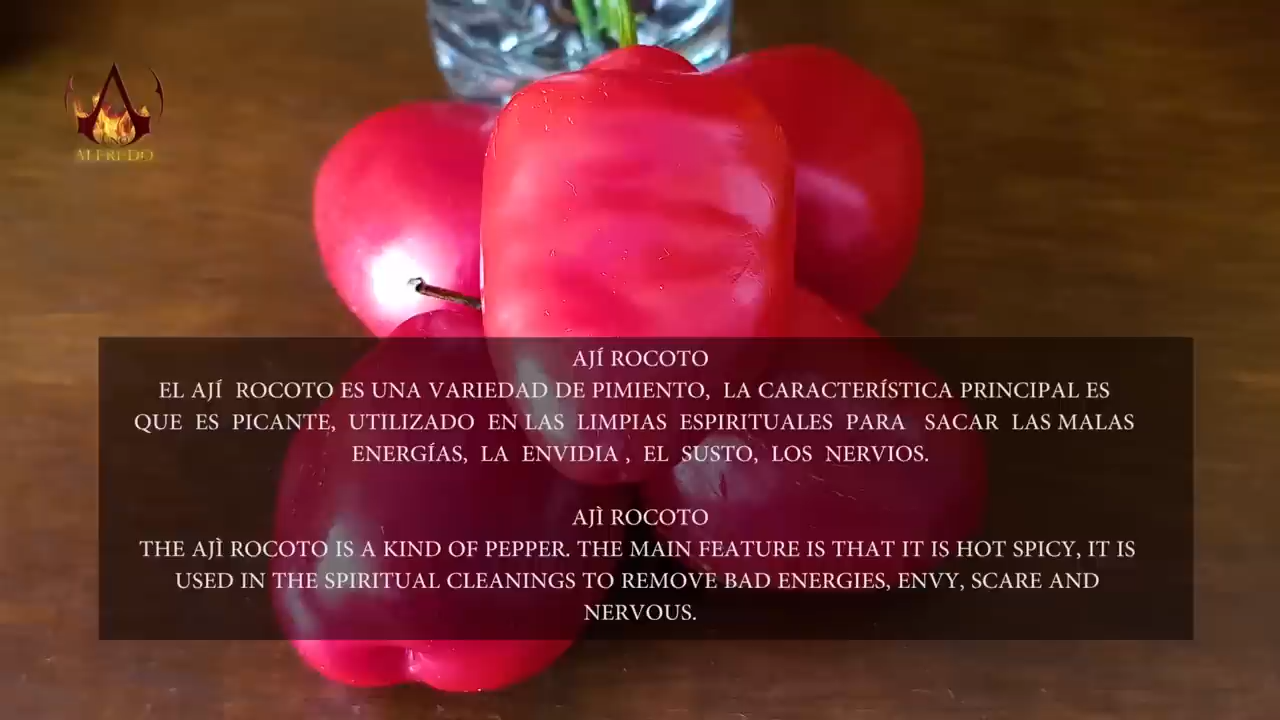 UNO
ALFREDO
AJÍ ROCOTO
EL AJÍ ROCOTO ES UNA VARIEDAD DE PIMIENTO, LA CARACTERÍSTICA PRINCIPAL ES
QUE ES PICANTE, UTILIZADO EN LAS LIMPIAS ESPIRITUALES PARA SACAR LAS MALAS
ENERGÍAS, LA ENVIDIA , EL SUSTO, LOS NERVIOS.
AJÌ ROCOTO
THE AJÌ ROCOTO IS A KIND OF PEPPER. THE MAIN FEATURE IS THAT IT IS HOT SPICY, IT IS
USED IN THE SPIRITUAL CLEANINGS TO REMOVE BAD ENERGIES, ENVY, SCARE AND
NERVOUS.